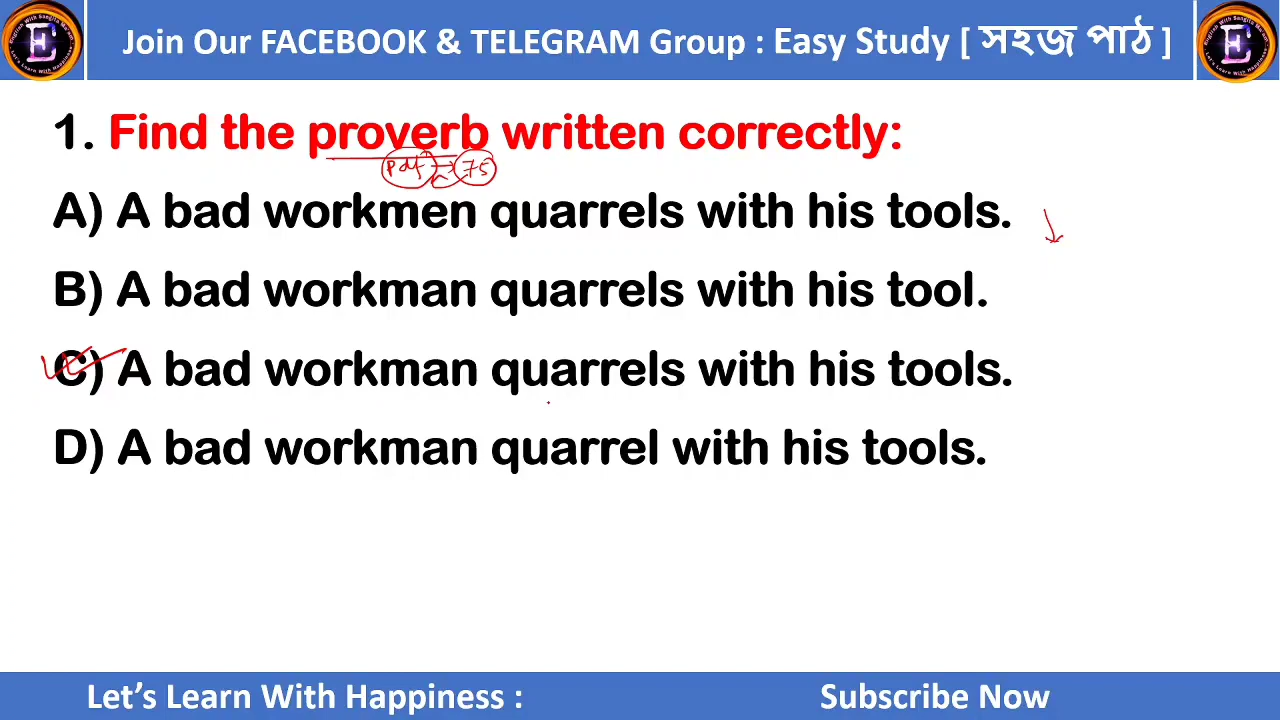 Join Our FACEBOOK & TELEGRAM Group : Easy Study [ সহজ পাঠ ]
E
E
1. Find the proverb written correctly:
Pdf → 75
A) A bad workmen quarrels with his tools.
B) A bad workman quarrels with his tool.
C) A bad workman quarrels with his tools.
D) A bad workman quarrel with his tools.
Let's Learn With Happiness :
Subscribe Now